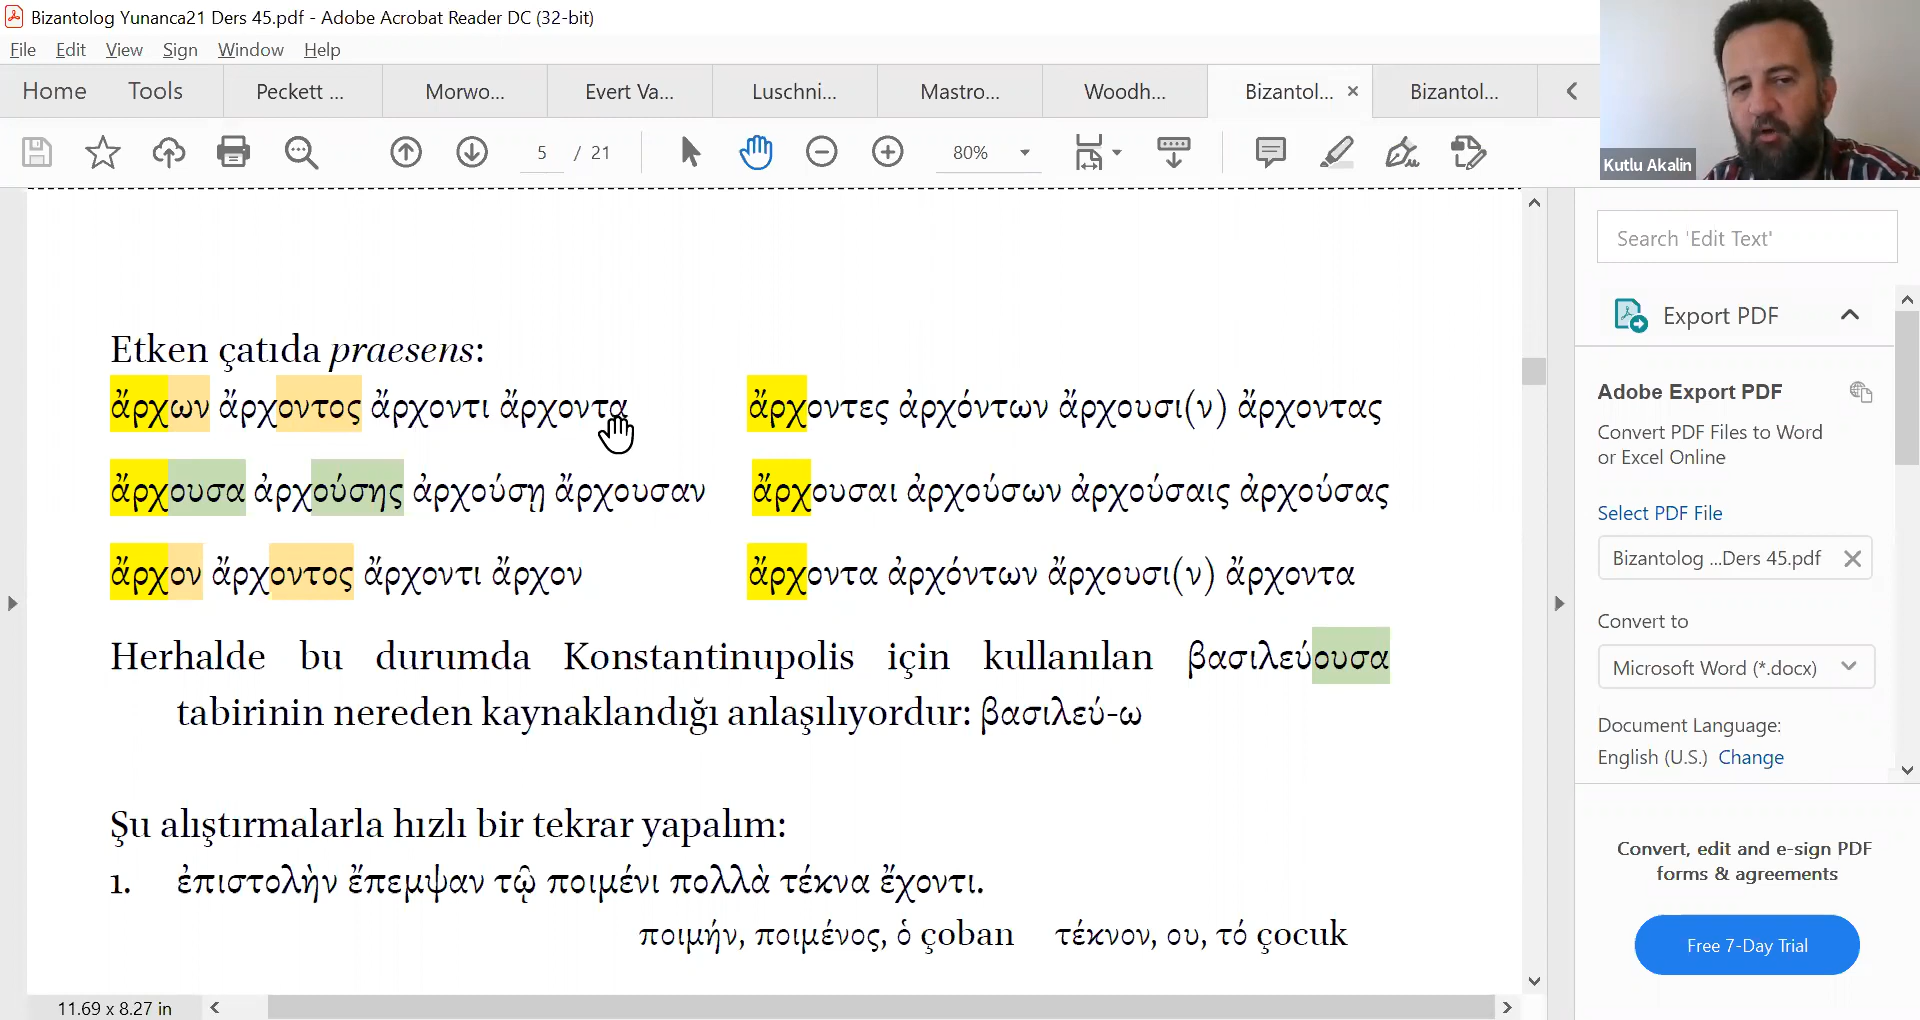 Bizantolog Yunanca21 Ders 45.pdf - Adobe Acrobat Reader DC (32-bit)
File Edit View Sign Window Help
Home Tools Peckett ... Morwo... Evert Va... Luschni... Mastro... Woodh... Bizantol... × Bizantol...
5 / 21 80%
Kutlu Akalin
Etken çatıda praesens:
ἄρχων ἄρχοντος ἄρχοντι ἄρχοντα ἄρχοντες ἀρχόντων ἄρχουσι(ν) ἄρχοντας
ἄρχουσα ἀρχούσης ἀρχούσῃ ἄρχουσαν ἄρχουσαι ἀρχούσων ἀρχούσαις ἀρχούσας
ἄρχον ἄρχοντος ἄρχοντι ἄρχον ἄρχοντα ἀρχόντων ἄρχουσι(ν) ἄρχοντα
Herhalde bu durumda Konstantinupolis için kullanılan βασιλεύουσα
tabirinin nereden kaynaklandığı anlaşılıyordur: βασιλεύ-ω
Şu alıştırmalarla hızlı bir tekrar yapalım:
1. ἐπιστολὴν ἔπεμψαν τῷ ποιμένι πολλὰ τέκνα ἔχοντι.
ποιμήν, ποιμένος, ὁ çoban τέκνον, ου, τό çocuk
11.69 x 8.27 in
Search 'Edit Text'
Export PDF
Adobe Export PDF
Convert PDF Files to Word
or Excel Online
Select PDF File
Bizantolog ...Ders 45.pdf
Convert to
Microsoft Word (*.docx)
Document Language:
English (U.S.) Change
Convert, edit and e-sign PDF
forms & agreements
Free 7-Day Trial